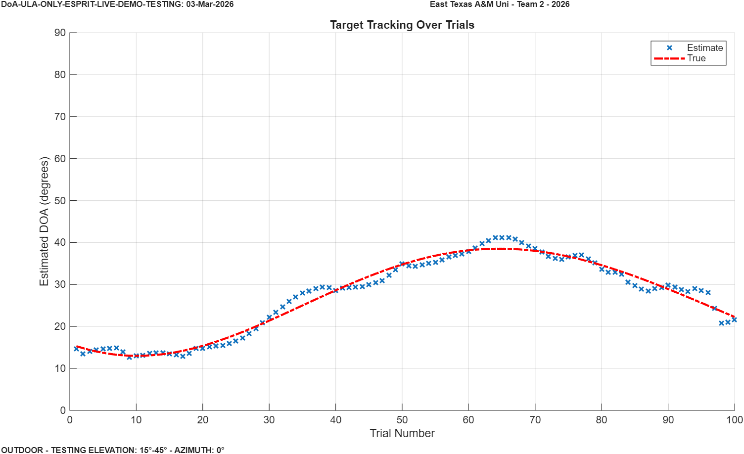 DoA-ULA-ONLY-ESPRIT-LIVE-DEMO-TESTING: 03-Mar-2026
East Texas A&M Uni - Team 2 - 2026
Target Tracking Over Trials
Estimate
True
90
80
70
60
50
40
30
20
10
0
Estimated DOA (degrees)
0 10 20 30 40 50 60 70 80 90 100
Trial Number
OUTDOOR - TESTING ELEVATION: 15°-45° - AZIMUTH: 0°